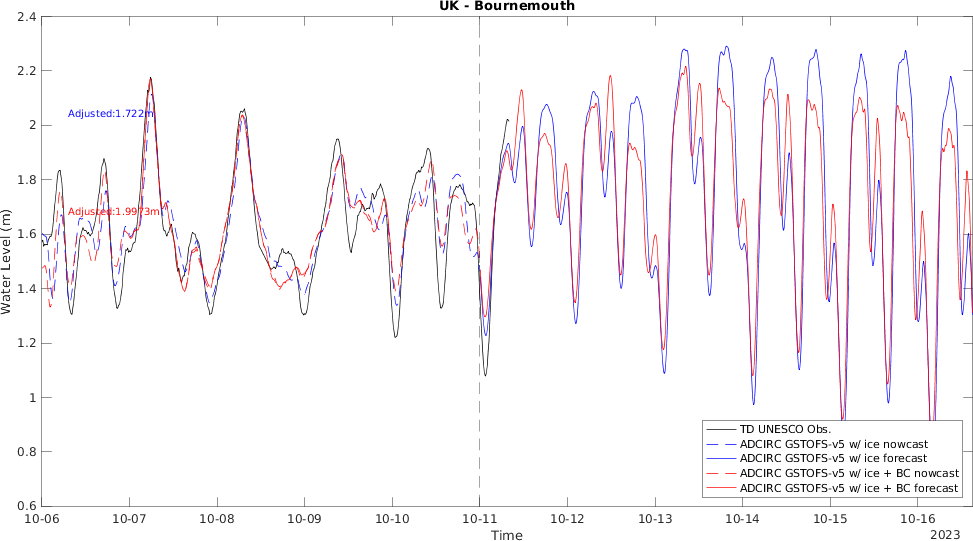 UK - Bournemouth
2.4
2.2
2
1.8
1.6
1.4
1.2
1
0.8
0.6
Water Level (m)
Adjusted:1.722m
Adjusted:1.9973m
TD UNESCO Obs.
ADCIRC GSTOFS-v5 w/ ice nowcast
ADCIRC GSTOFS-v5 w/ ice forecast
ADCIRC GSTOFS-v5 w/ ice + BC nowcast
ADCIRC GSTOFS-v5 w/ ice + BC forecast
10-06 10-07 10-08 10-09 10-10 10-11 10-12 10-13 10-14 10-15 10-16
Time
2023